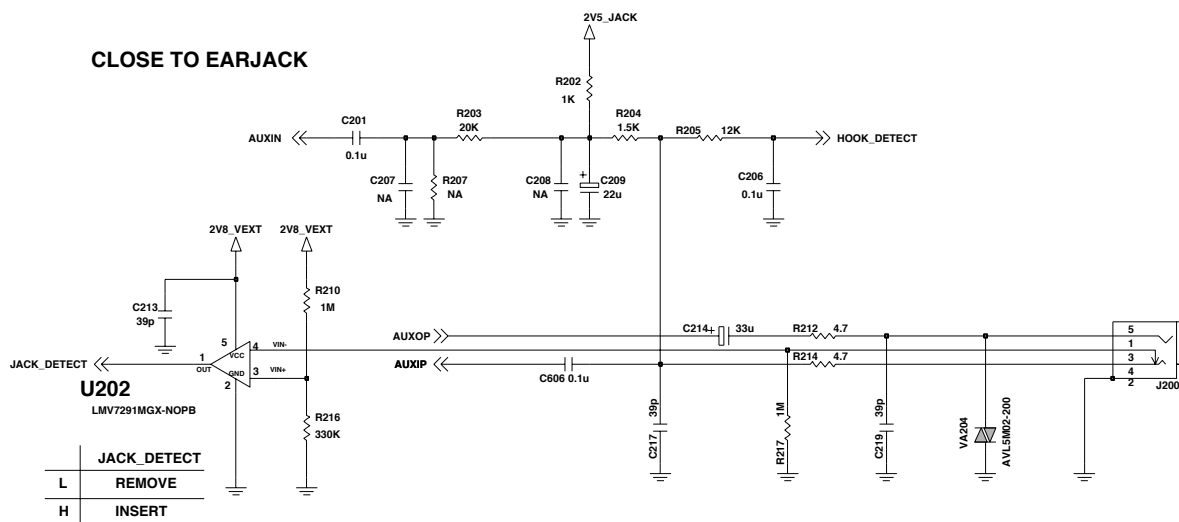 2V5_JACK
CLOSE TO EARJACK
R202
1K
C201
R203
R204
20K
1.5K
R205
12K
AUXIN
HOOK_DETECT
0.1u
C207
NA
R207
NA
C208
NA
+
C209
22u
C206
0.1u
2V8_VEXT
2V8_VEXT
R210
1M
C213
39p
AUXOP
C214
+
33u
R212
4.7
5
5
4
VIN-
1
JACK_DETECT
1
OUT
VCC
GND
AUXIP
R214
4.7
3
3
VIN+
4
2
2
J200
C606 0.1u
U202
LMV7291MGX-NOPB
R216
330K
39p
C217
1M
R217
39p
C219
VA204
AVL5M02-200
JACK_DETECT
L REMOVE
H INSERT